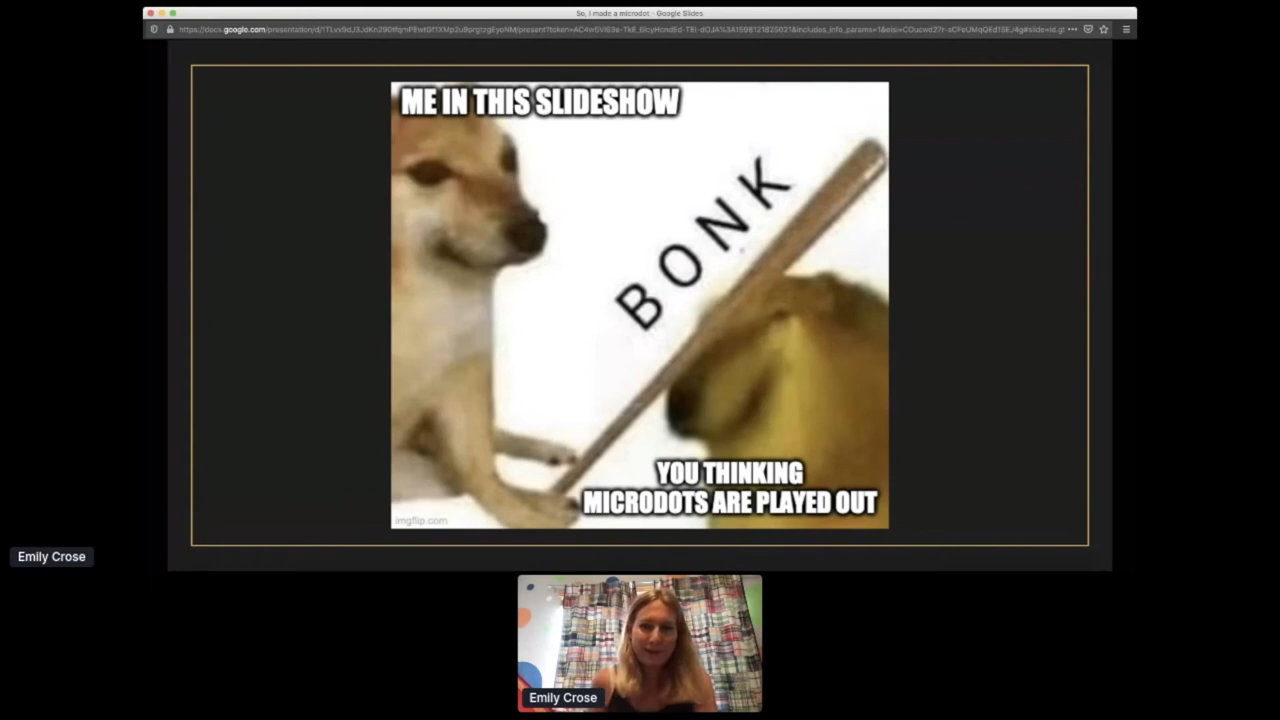 So, i made a microdot - Google Slides
ME IN THIS SLIDESHOW
BONK
YOU THINKING
MICRODOTS ARE PLAYED OUT
imgflip.com
Emily Crose
Emily Crose